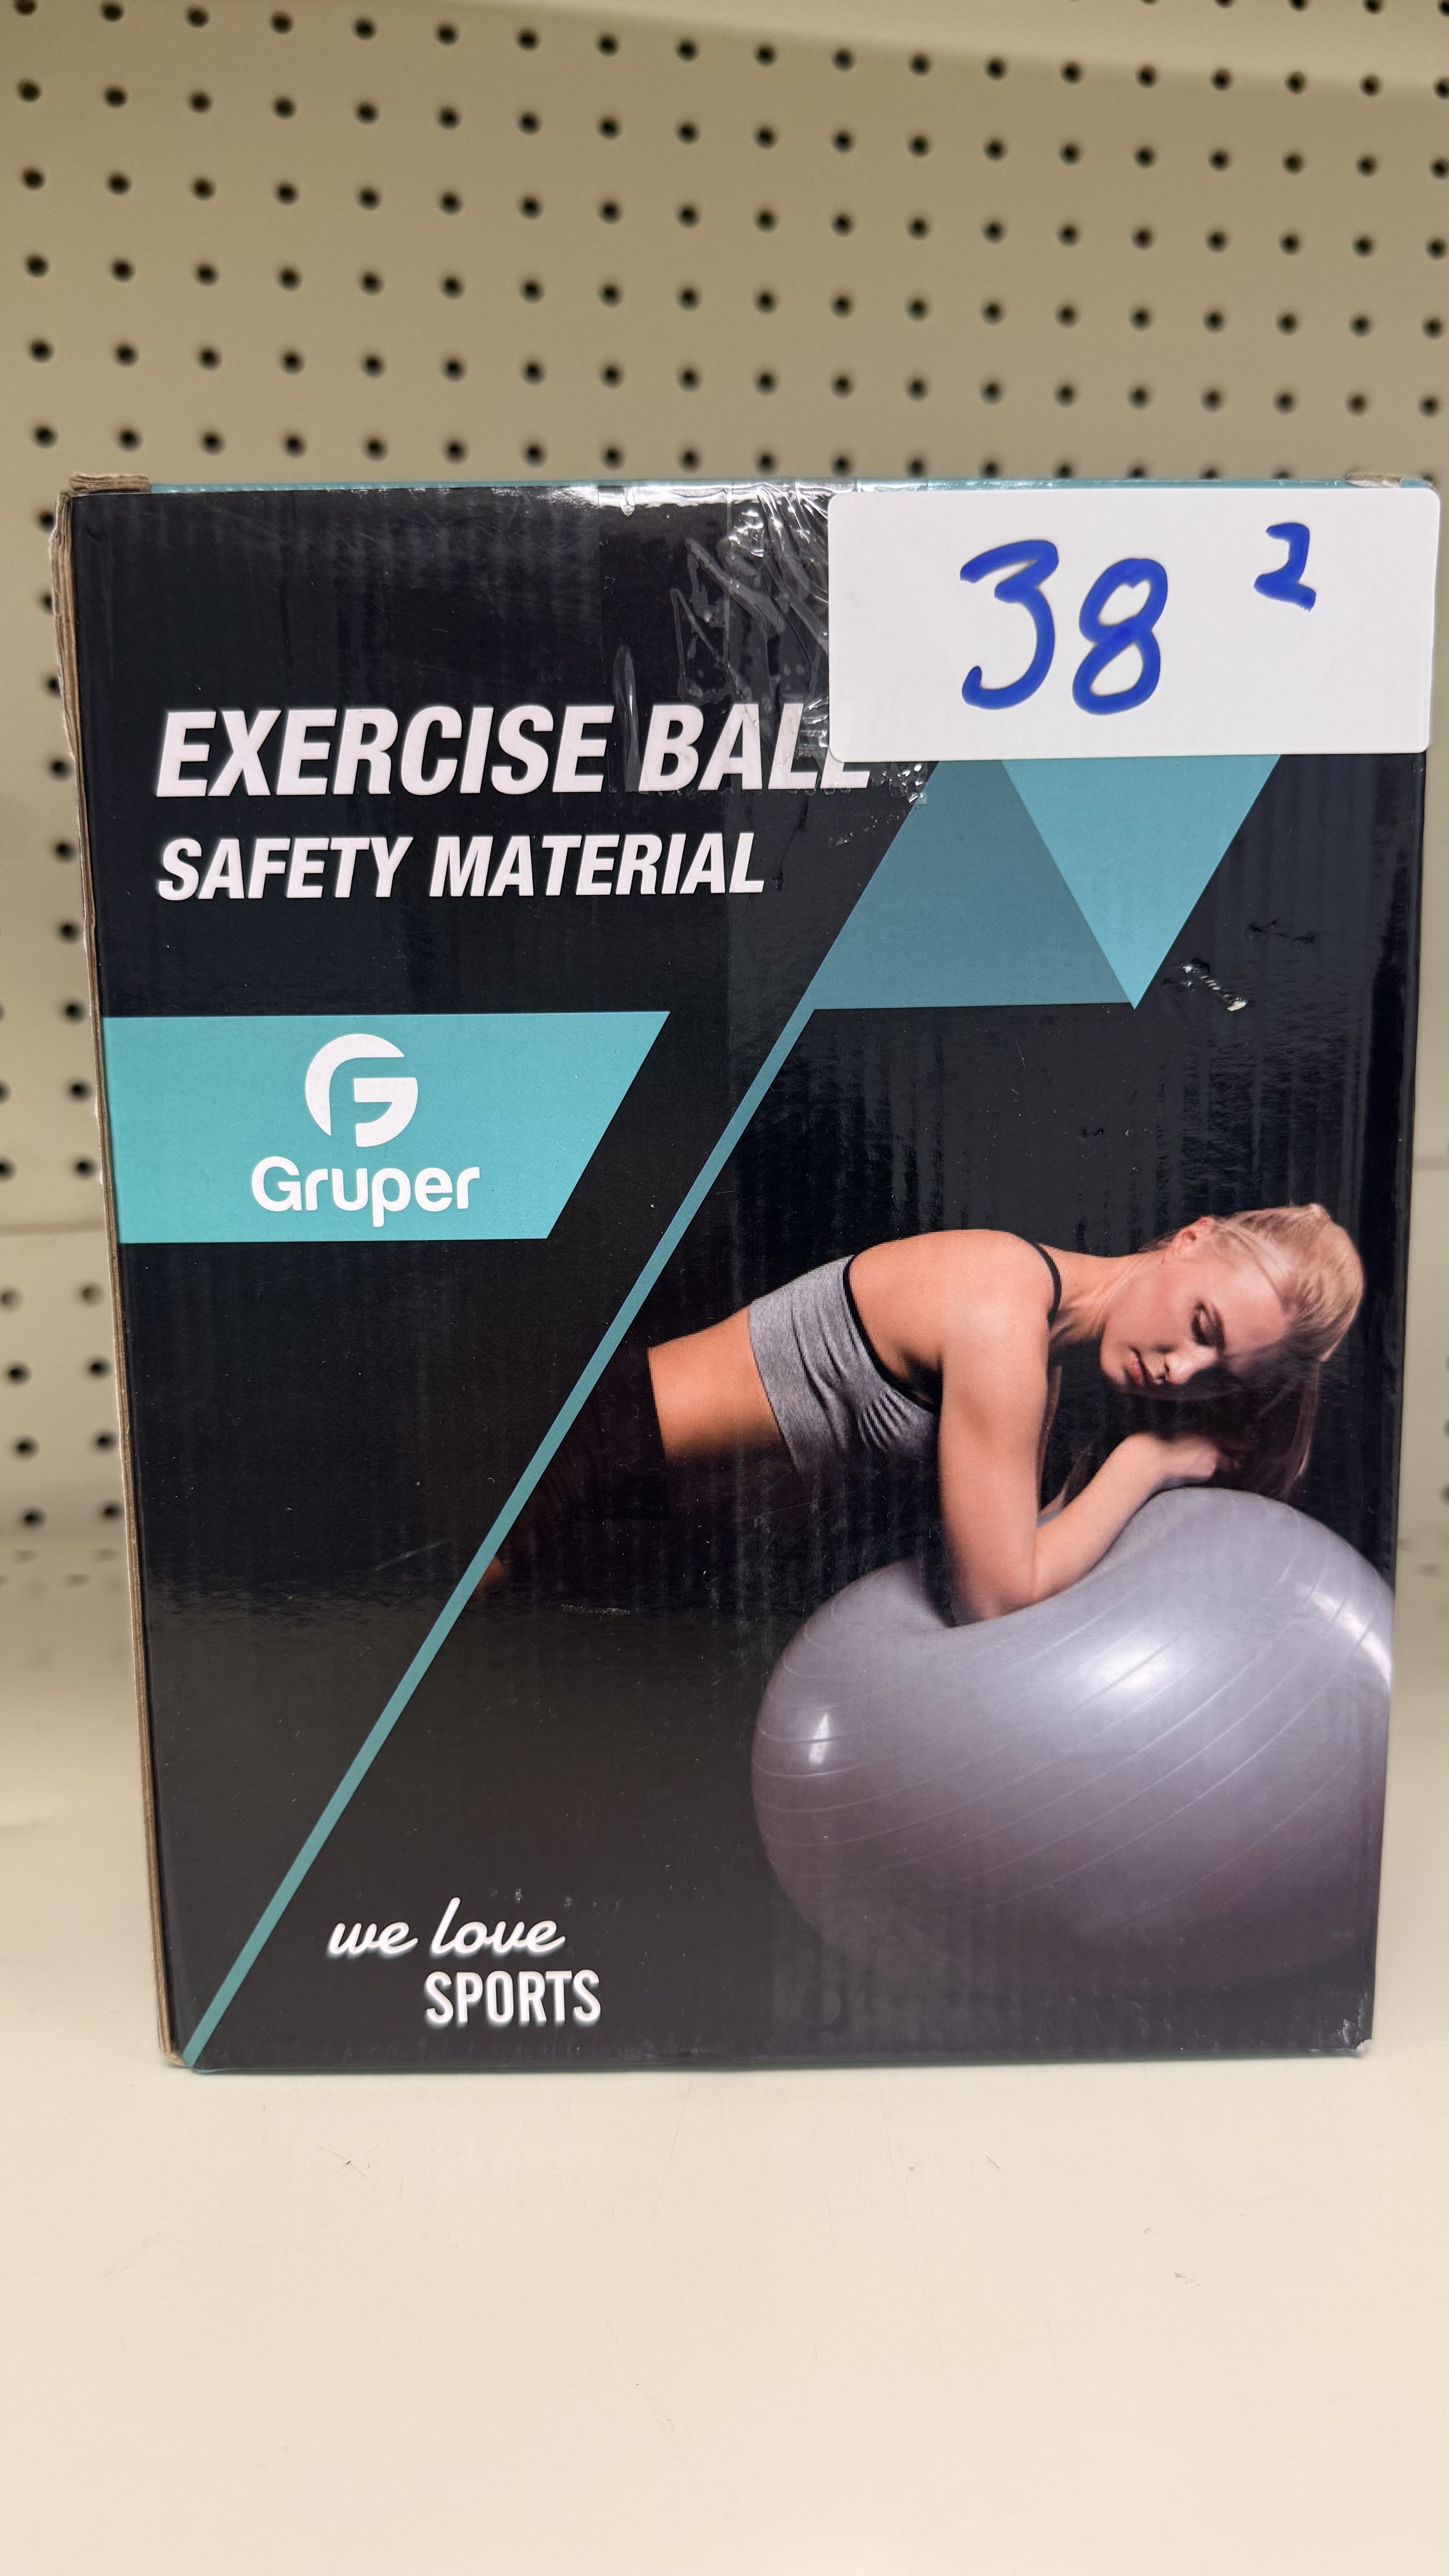 38 2
EXERCISE BALL
SAFETY MATERIAL
Gruper
we love
SPORTS